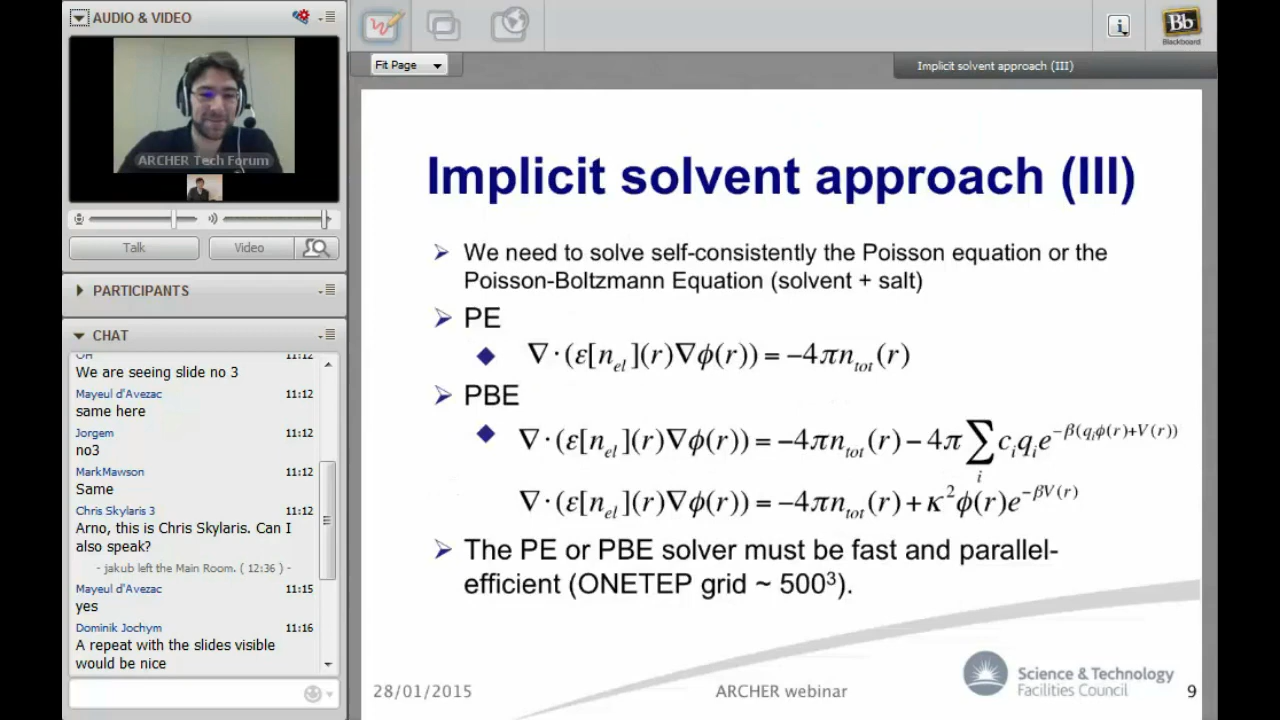 AUDIO & VIDEO
ARCHER Tech Forum
Talk
Video
PARTICIPANTS
CHAT
11:12
We are seeing slide no 3
Mayeul d'Avezac 11:12
same here
Jorgem 11:12
no3
MarkMawson 11:12
Same
Chris Skylaris 3 11:12
Arno, this is Chris Skylaris. Can I
also speak?
- jakub left the Main Room. ( 12:36 ) -
Mayeul d'Avezac 11:15
yes
Dominik Jochym 11:16
A repeat with the slides visible
would be nice
Fit Page
i
Bb
Blackboard
Implicit solvent approach (III)
Implicit solvent approach (III)
We need to solve self-consistently the Poisson equation or the
Poisson-Boltzmann Equation (solvent + salt)
PE
∇·(ε[n_el](r)∇ϕ(r)) = −4πn_tot(r)
PBE
∇·(ε[n_el](r)∇ϕ(r)) = −4πn_tot(r) − 4π∑_i c_i q_i e^{−β(q_iϕ(r)+V(r))}
∇·(ε[n_el](r)∇ϕ(r)) = −4πn_tot(r) + κ²ϕ(r)e^{−βV(r)}
The PE or PBE solver must be fast and parallel-
efficient (ONETEP grid ~ 500³).
28/01/2015
ARCHER webinar
Science & Technology
Facilities Council
9